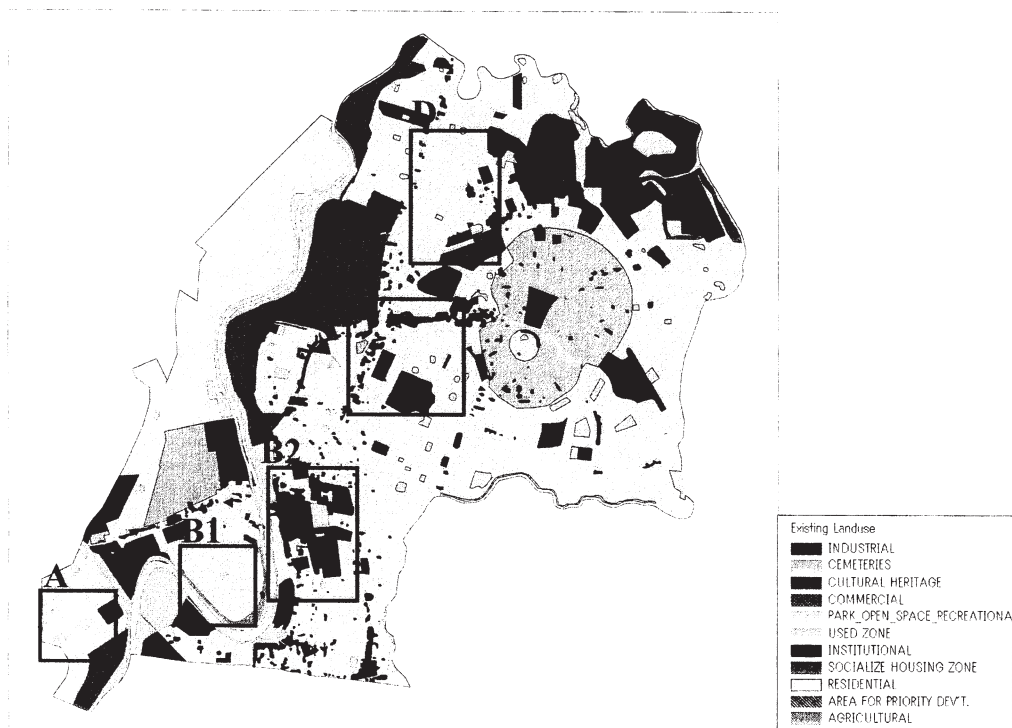 D
B2
B1
A
Existing Landuse
INDUSTRIAL
CEMETERIES
CULTURAL HERITAGE
COMMERCIAL
PARK_OPEN_SPACE_RECREATIONA
USED ZONE
INSTITUTIONAL
SOCIALIZE HOUSING ZONE
RESIDENTIAL
AREA FOR PRIORITY DEV'T.
AGRICULTURAL